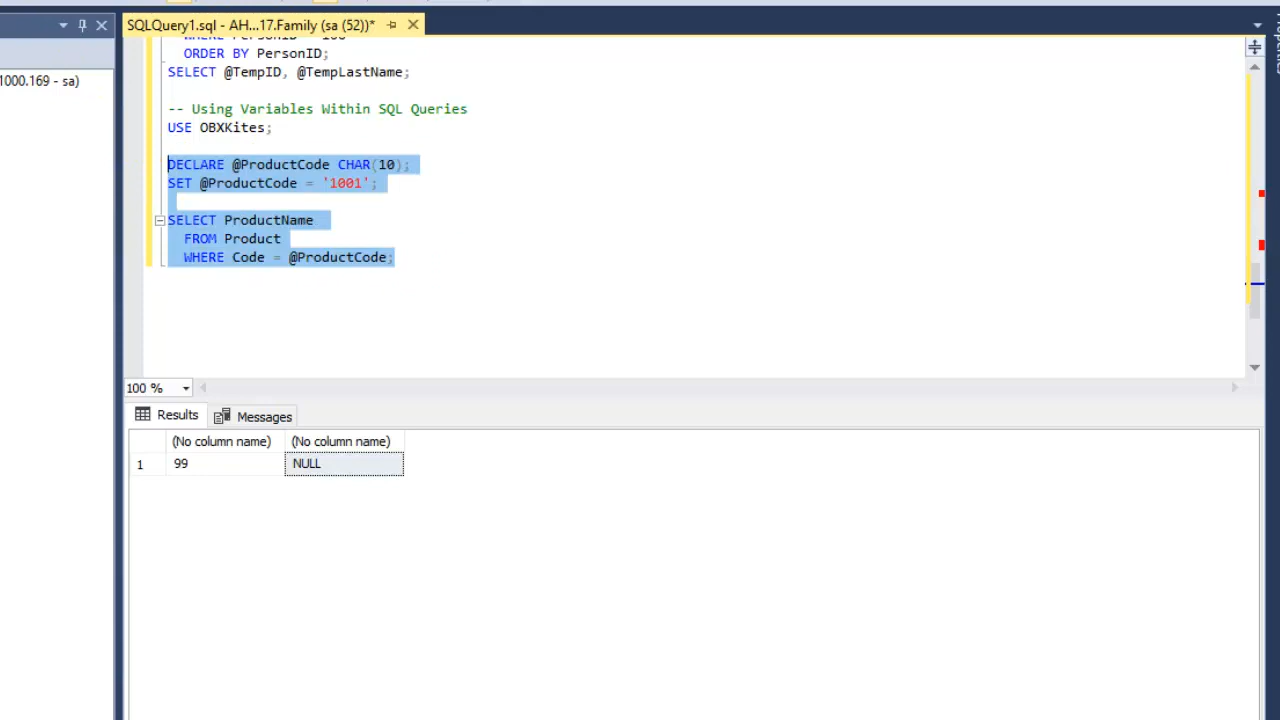 SQLQuery1.sql - AH...17.Family (sa (52))*
1000.169 - sa)
ORDER BY PersonID;
SELECT @TempID, @TempLastName;
-- Using Variables Within SQL Queries
USE OBXKites;
DECLARE @ProductCode CHAR(10);
SET @ProductCode = '1001';
SELECT ProductName
FROM Product
WHERE Code = @ProductCode;
100 %
Results Messages
(No column name) (No column name)
1 99 NULL